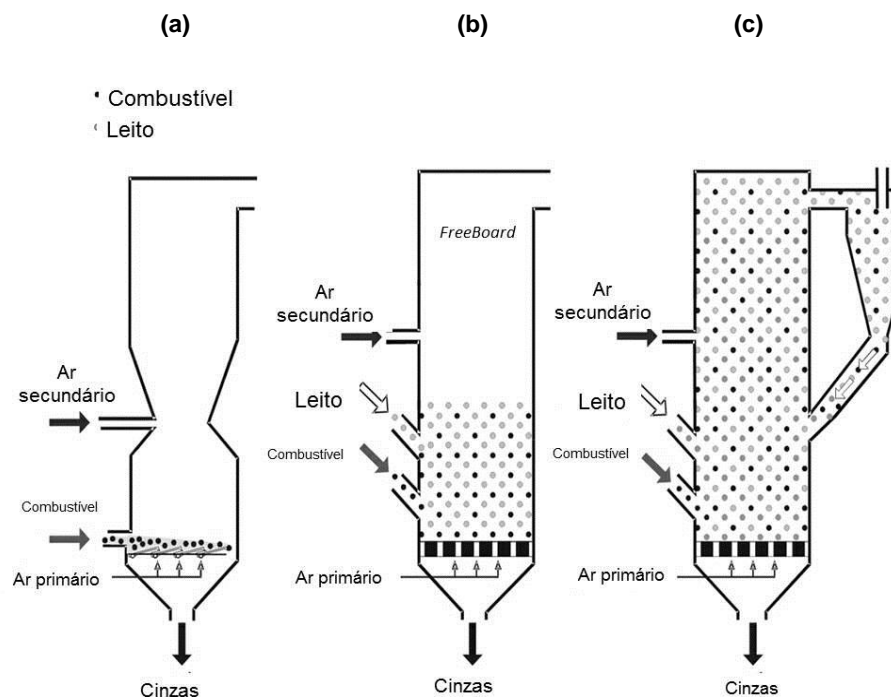 (a)
(b)
(c)
Combustível
Leito
FreeBoard
Ar
secundário
Ar
secundário
Ar
secundário
Leito
Leito
Combustível
Combustível
Combustível
Ar primário
Ar primário
Ar primário
Cinzas
Cinzas
Cinzas